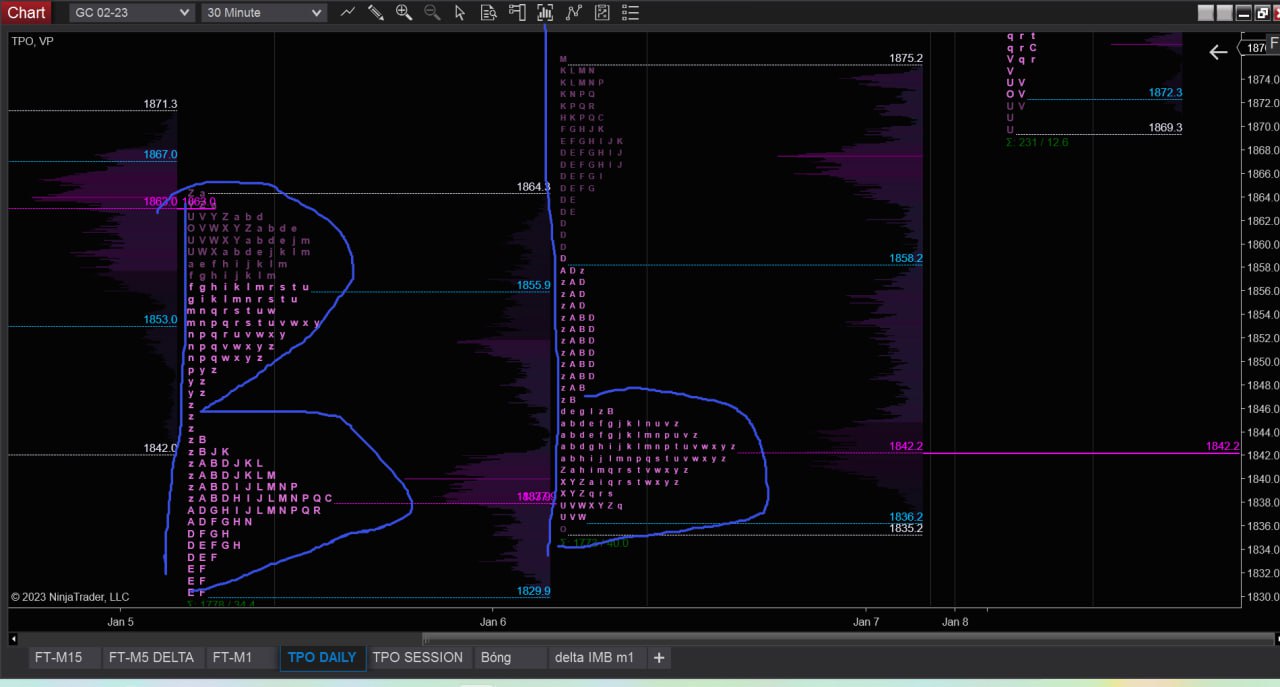 Chart GC 02-23 30 Minute
TPO, VP
1871.3
1867.0
1863.0
1853.0
1842.0
Z a
U V Y Z a b d
O V W X Y Z a b d e
U V W X Y a b d e j m
U W X a b d e j k l m
a e f h i j k l m
f g h i j k l m
f g h i k l m r s t u
g i k l m n r s t u
m n q r s t u w
m n p q r s t u v w x y
n p q r u v w x y
n p q v w x y z
n p q w x y z
p y z
y z
z
z
z
z B
z B J K
z A B D J K L
z A B D J K L M
z A B D I J L M N P
z A B D H I J L M N P Q C
A D G H I J L M N P Q R
A D F G H N
D F G H
D E F G H
D E F
E F
E F
E F
1864.3
1855.9
1829.9
M
K L M N
K L M N P
K N P Q
K P Q R
H K P Q C
F G H J K
E F G H I J K
D E F G H I J
D E F G H I J
D E F G I
D E F G
D E
D E
D
D
D
D
A D z
z A D
z A D
z A D
z A B D
z A B D
z A B D
z A B D
z A B D
z A B
z B
d e g l z B
a b d e f g j k l n u v z
a b d e f g j k l m n p u v z
a b d g h i j k l m n p t u v w x y z
a b h i j l m n p q s t u v w x y z
Z a h i m q r s t v w x y z
X Y Z a i q r s t v w x y z
X Y Z q r s
U V W X Y Z q
U V W
O
1875.2
1858.2
1842.2
1836.2
1835.2
q r t
q r C
V q r
V
U V
O V
U V
U
U
Σ: 231 / 12.6
1872.3
1869.3
1842.2
F
1874.0
1872.0
1870.0
1868.0
1866.0
1864.0
1862.0
1860.0
1858.0
1856.0
1854.0
1852.0
1850.0
1848.0
1846.0
1844.0
1842.0
1840.0
1838.0
1836.0
1834.0
1832.0
1830.0
© 2023 NinjaTrader, LLC
Jan 5 Jan 6 Jan 7 Jan 8
FT-M15 FT-M5 DELTA FT-M1 TPO DAILY TPO SESSION Bóng delta IMB m1 +